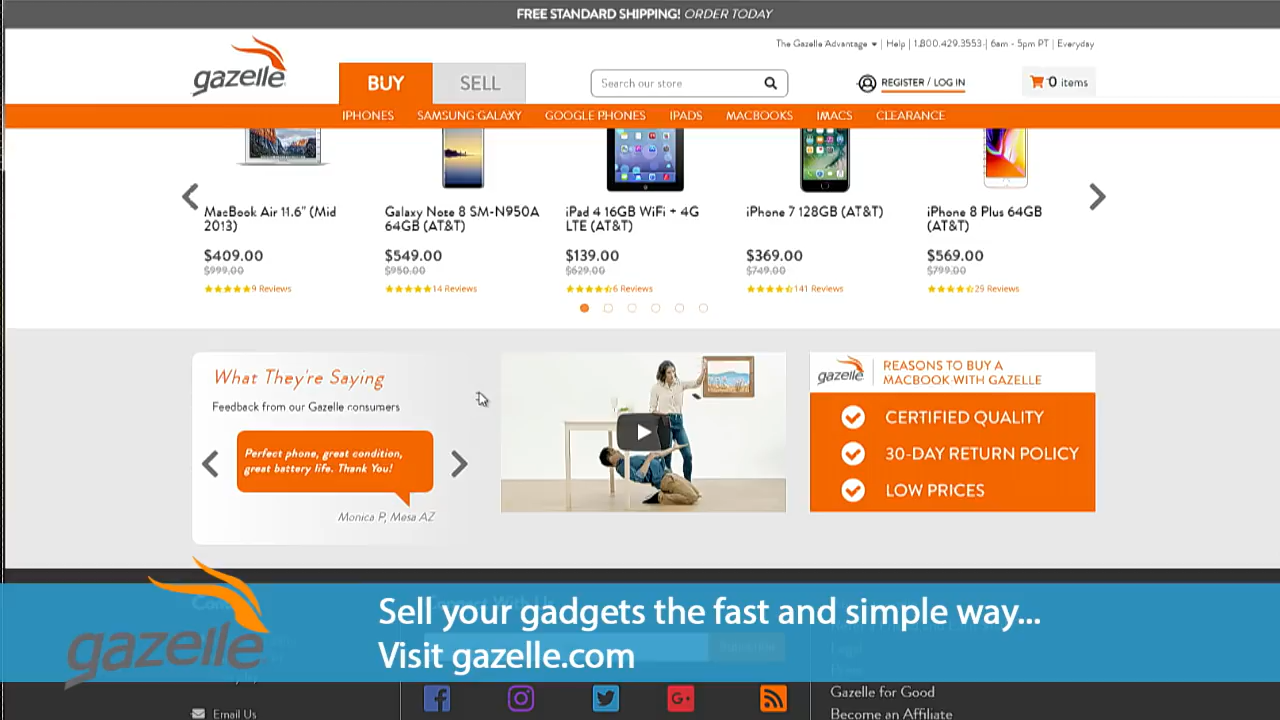 FREE STANDARD SHIPPING! ORDER TODAY
The Gazelle Advantage | Help | 1.800.429.3553 | 6am - 5pm PT | Everyday
gazelle
BUY
SELL
Search our store
REGISTER / LOG IN
0 items
IPHONES
SAMSUNG GALAXY
GOOGLE PHONES
IPADS
MACBOOKS
IMACS
CLEARANCE
MacBook Air 11.6" (Mid
2013)
$409.00
$999.00
9 Reviews
Galaxy Note 8 SM-N950A
64GB (AT&T)
$549.00
$950.00
14 Reviews
iPad 4 16GB WiFi + 4G
LTE (AT&T)
$139.00
$629.00
6 Reviews
iPhone 7 128GB (AT&T)
$369.00
$749.00
141 Reviews
iPhone 8 Plus 64GB
(AT&T)
$569.00
$799.00
29 Reviews
What They're Saying
Feedback from our Gazelle consumers
Perfect phone, great condition,
great battery life. Thank You!
Monica P, Mesa AZ
gazelle
REASONS TO BUY A
MACBOOK WITH GAZELLE
CERTIFIED QUALITY
30-DAY RETURN POLICY
LOW PRICES
gazelle
Sell your gadgets the fast and simple way...
Visit gazelle.com
Email Us
Gazelle for Good
Become an Affiliate